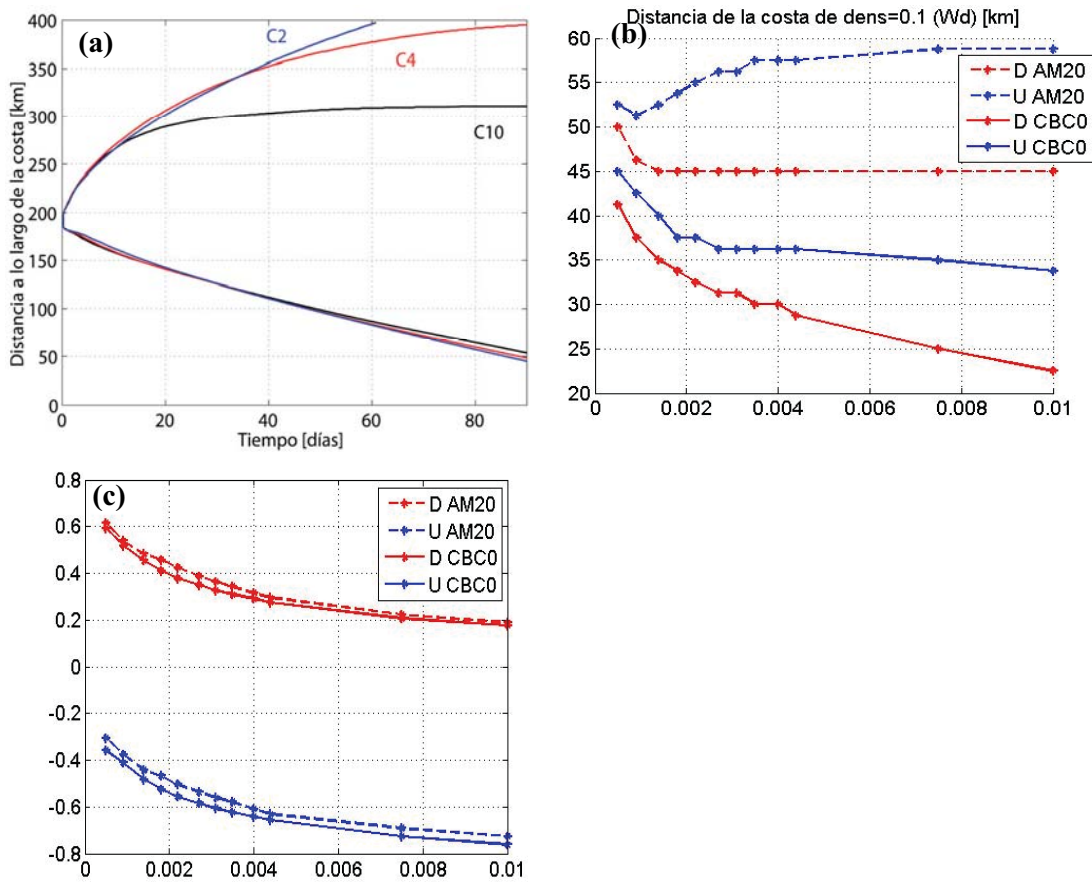 (a)
C2
C4
C10
400
350
300
250
200
150
100
50
0
0 20 40 60 80
Distancia a lo largo de la costa [km]
Tiempo [días]
Distancia de la costa de dens=0.1 (Wd) [km]
(b)
60
55
50
45
40
35
30
25
20
0 0.002 0.004 0.006 0.008 0.01
D AM20
U AM20
D CBC0
U CBC0
(c)
0.8
0.6
0.4
0.2
0
-0.2
-0.4
-0.6
-0.8
0 0.002 0.004 0.006 0.008 0.01
D AM20
U AM20
D CBC0
U CBC0